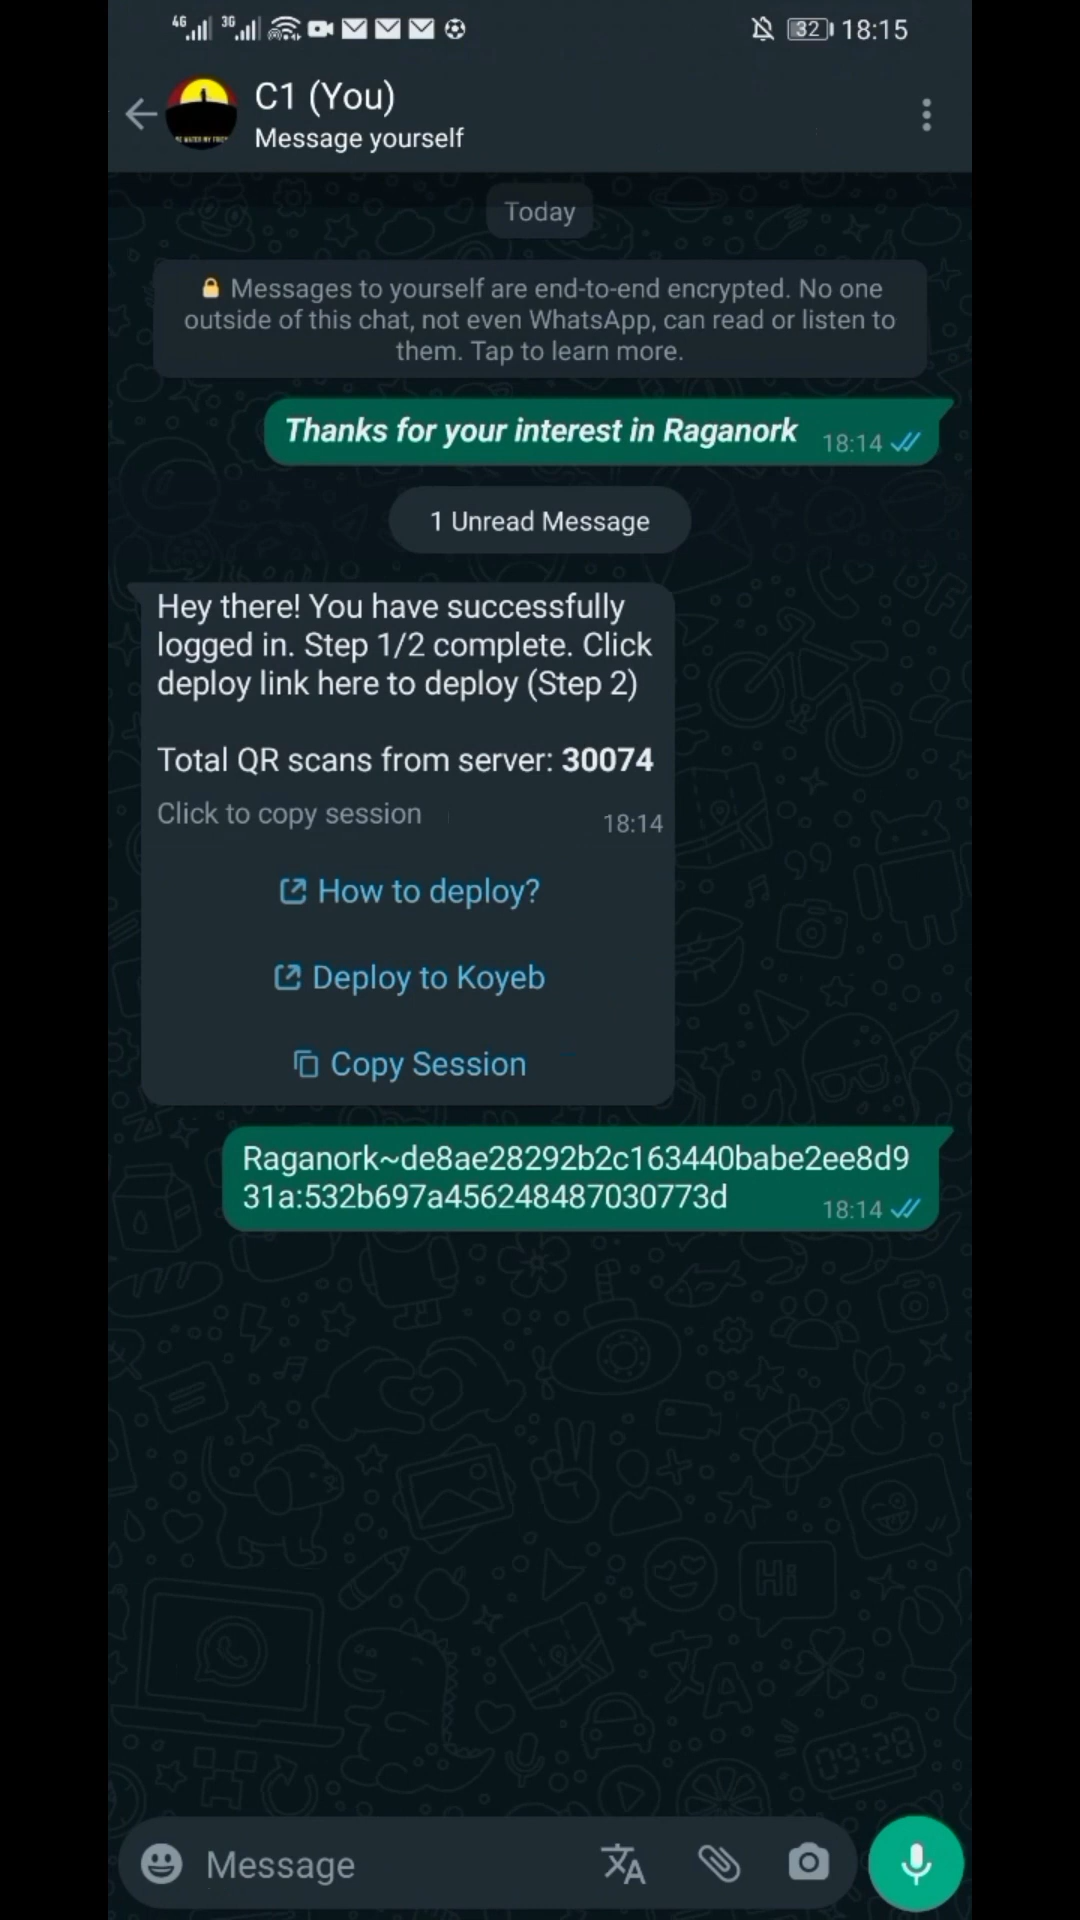 4G 3G 32 18:15
C1 (You)
Message yourself
Today
Messages to yourself are end-to-end encrypted. No one
outside of this chat, not even WhatsApp, can read or listen to
them. Tap to learn more.
Thanks for your interest in Raganork 18:14
1 Unread Message
Hey there! You have successfully
logged in. Step 1/2 complete. Click
deploy link here to deploy (Step 2)
Total QR scans from server: 30074
Click to copy session 18:14
How to deploy?
Deploy to Koyeb
Copy Session
Raganork~de8ae28292b2c163440babe2ee8d9
31a:532b697a456248487030773d 18:14
Hi
09:28
Message